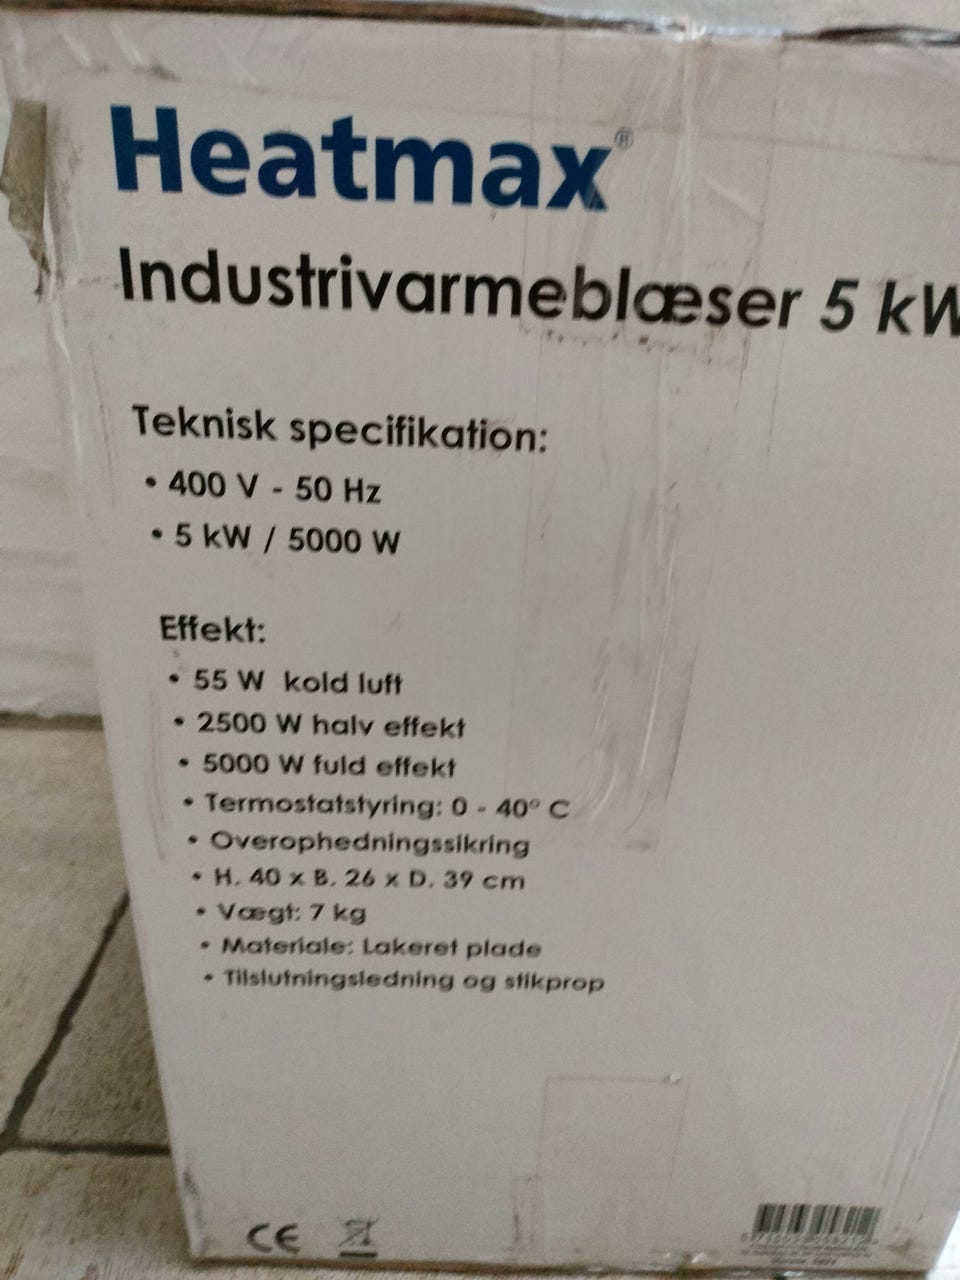 Heatmax®
Industrivarmeblæser 5 kW
Teknisk specifikation:
• 400 V - 50 Hz
• 5 kW / 5000 W
Effekt:
• 55 W kold luft
• 2500 W halv effekt
• 5000 W fuld effekt
• Termostatstyring: 0 - 40° C
• Overophedningssikring
• H. 40 x B. 26 x D. 39 cm
• Vægt: 7 kg
• Materiale: Lakeret plade
• Tilslutningsledning og stikprop
CE